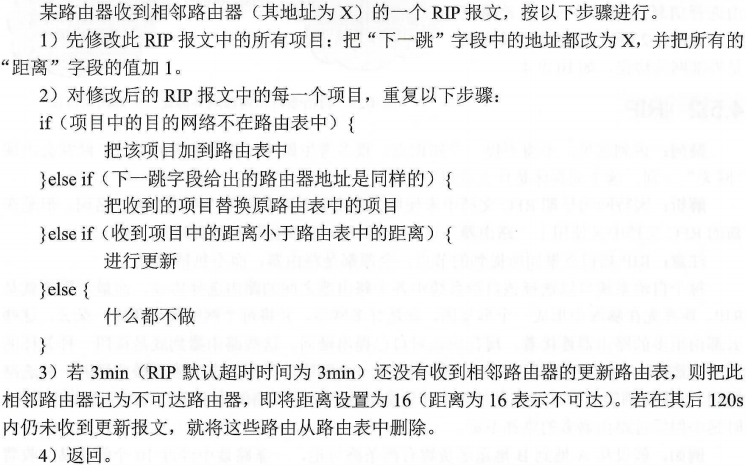 某路由器收到相邻路由器（其地址为 X）的一个 RIP 报文，按以下步骤进行。
1）先修改此 RIP 报文中的所有项目：把“下一跳”字段中的地址都改为 X，并把所有的
“距离”字段的值加 1。
2）对修改后的 RIP 报文中的每一个项目，重复以下步骤：
if（项目中的目的网络不在路由表中）{
把该项目加到路由表中
}else if（下一跳字段给出的路由器地址是同样的）{
把收到的项目替换原路由表中的项目
}else if（收到项目中的距离小于路由表中的距离）{
进行更新
}else {
什么都不做
}
3）若 3min（RIP 默认超时时间为 3min）还没有收到相邻路由器的更新路由表，则把此
相邻路由器记为不可达路由器，即将距离设置为 16（距离为 16 表示不可达）。若在其后 120s
内仍未收到更新报文，就将这些路由从路由表中删除。
4）返回。